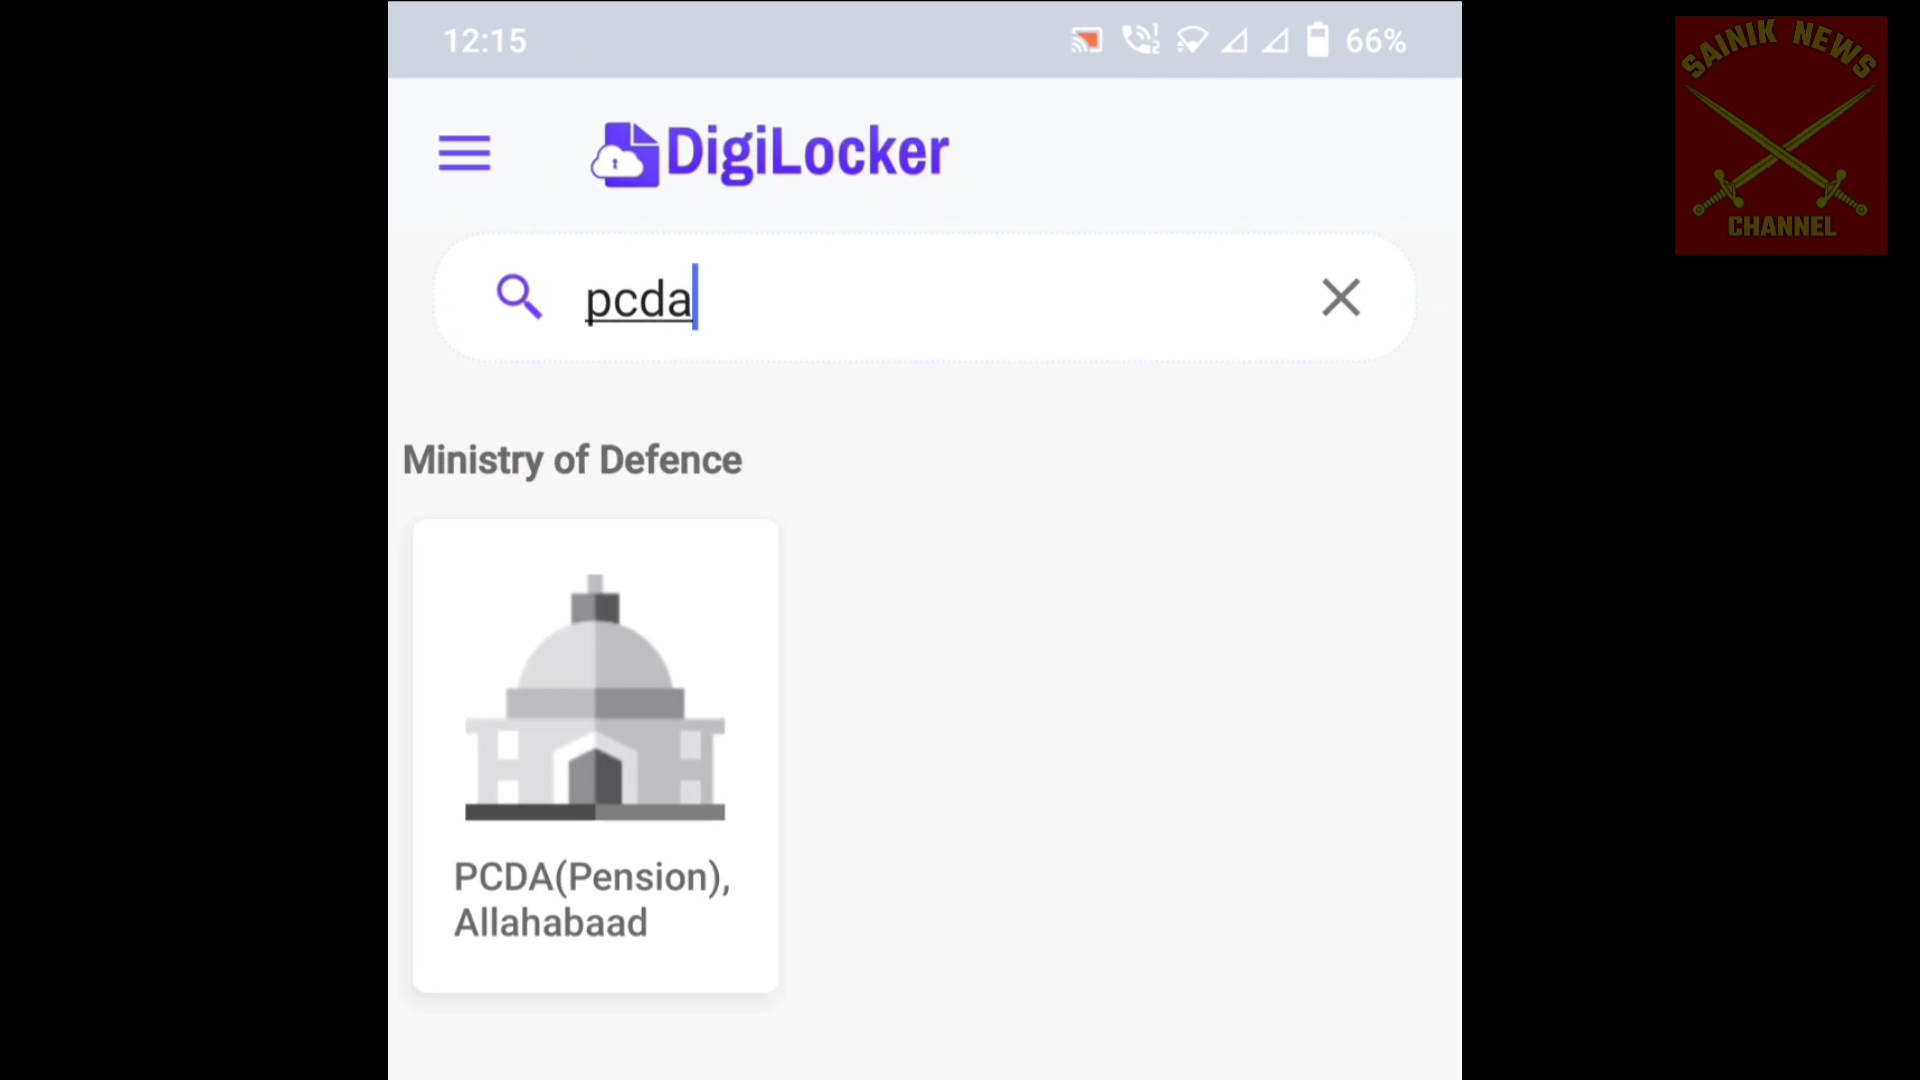 12:15
66%
SAINIK NEWS
CHANNEL
DigiLocker
pcda
Ministry of Defence
PCDA(Pension),
Allahabaad